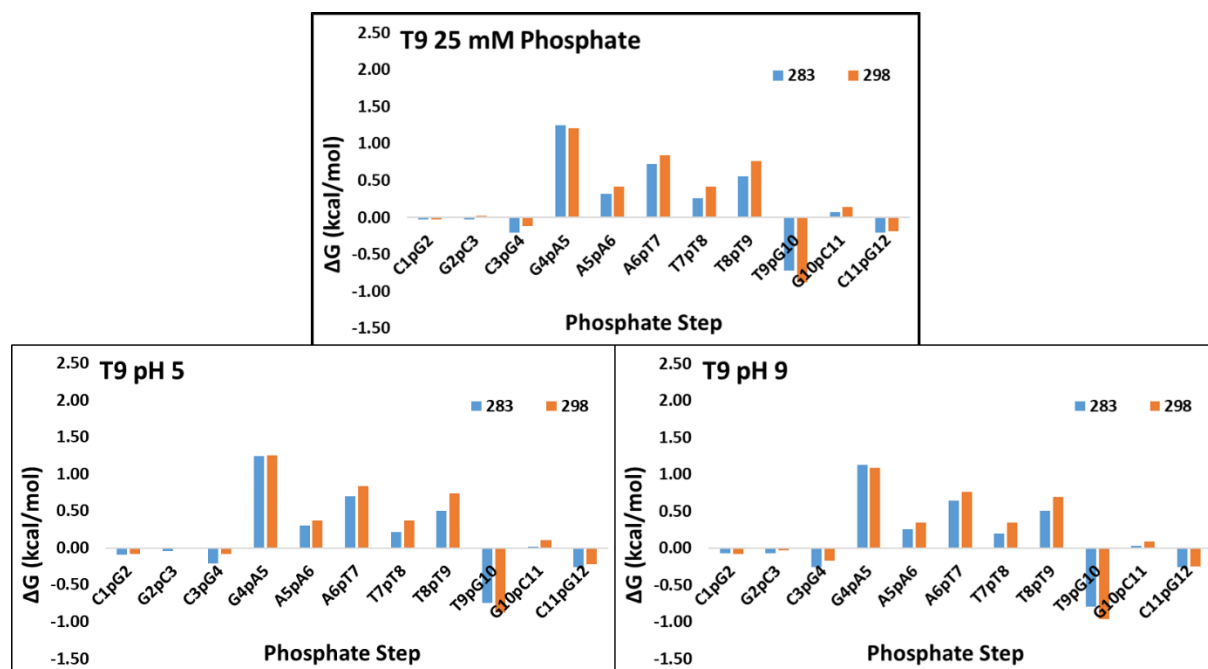 T9 25 mM Phosphate
283 298
ΔG (kcal/mol)
2.50
2.00
1.50
1.00
0.50
0.00
-0.50
-1.00
-1.50
C1pG2
G2pC3
C3pG4
G4pA5
A5pA6
A6pT7
T7pT8
T8pT9
T9pG10
G10pC11
C11pG12
Phosphate Step
T9 pH 5
283 298
ΔG (kcal/mol)
2.50
2.00
1.50
1.00
0.50
0.00
-0.50
-1.00
-1.50
C1pG2
G2pC3
C3pG4
G4pA5
A5pA6
A6pT7
T7pT8
T8pT9
T9pG10
G10pC11
C11pG12
Phosphate Step
T9 pH 9
283 298
ΔG (kcal/mol)
2.50
2.00
1.50
1.00
0.50
0.00
-0.50
-1.00
-1.50
C1pG2
G2pC3
C3pG4
G4pA5
A5pA6
A6pT7
T7pT8
T8pT9
T9pG10
G10pC11
C11pG12
Phosphate Step